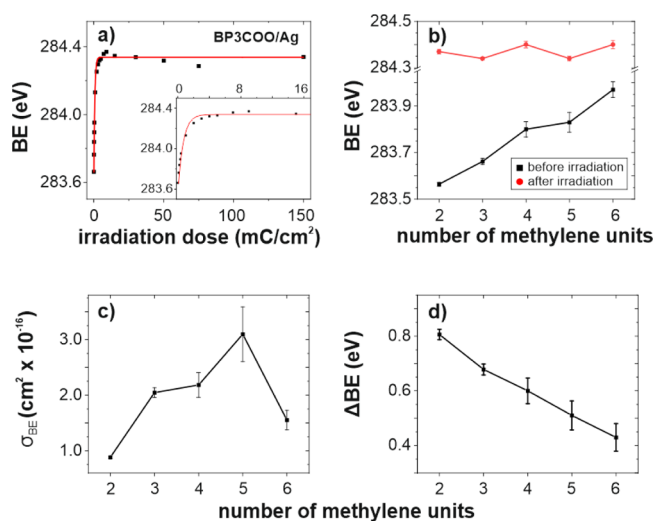 a)
BP3COO/Ag
BE (eV)
284.4
284.0
283.6
0 50 100 150
irradiation dose (mC/cm²)
0 8 16
284.4
284.0
283.6
b)
BE (eV)
284.5
284.3
283.9
283.7
283.5
before irradiation
after irradiation
2 3 4 5 6
number of methylene units
c)
σBE (cm² x 10⁻¹⁶)
3.0
2.0
1.0
2 3 4 5 6
d)
ΔBE (eV)
0.8
0.6
0.4
2 3 4 5 6
number of methylene units